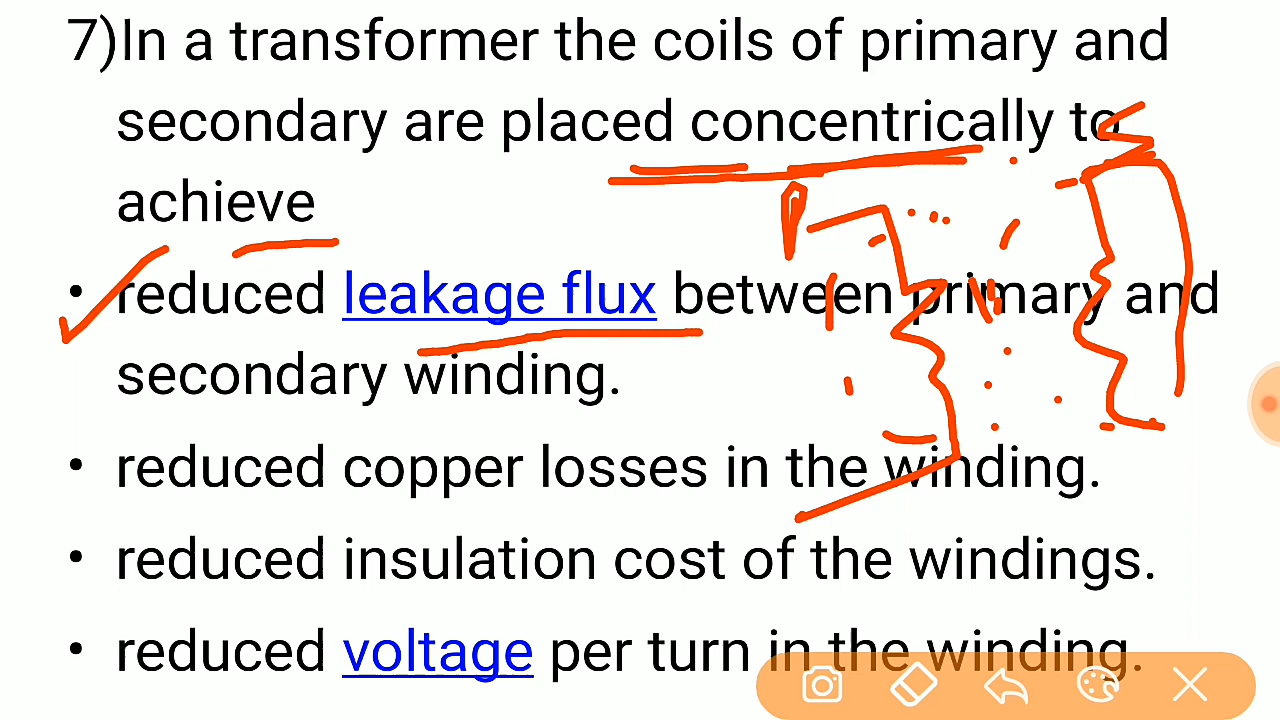 7)In a transformer the coils of primary and
secondary are placed concentrically to
achieve
• reduced leakage flux between primary and
secondary winding.
• reduced copper losses in the winding.
• reduced insulation cost of the windings.
• reduced voltage per turn in the winding.